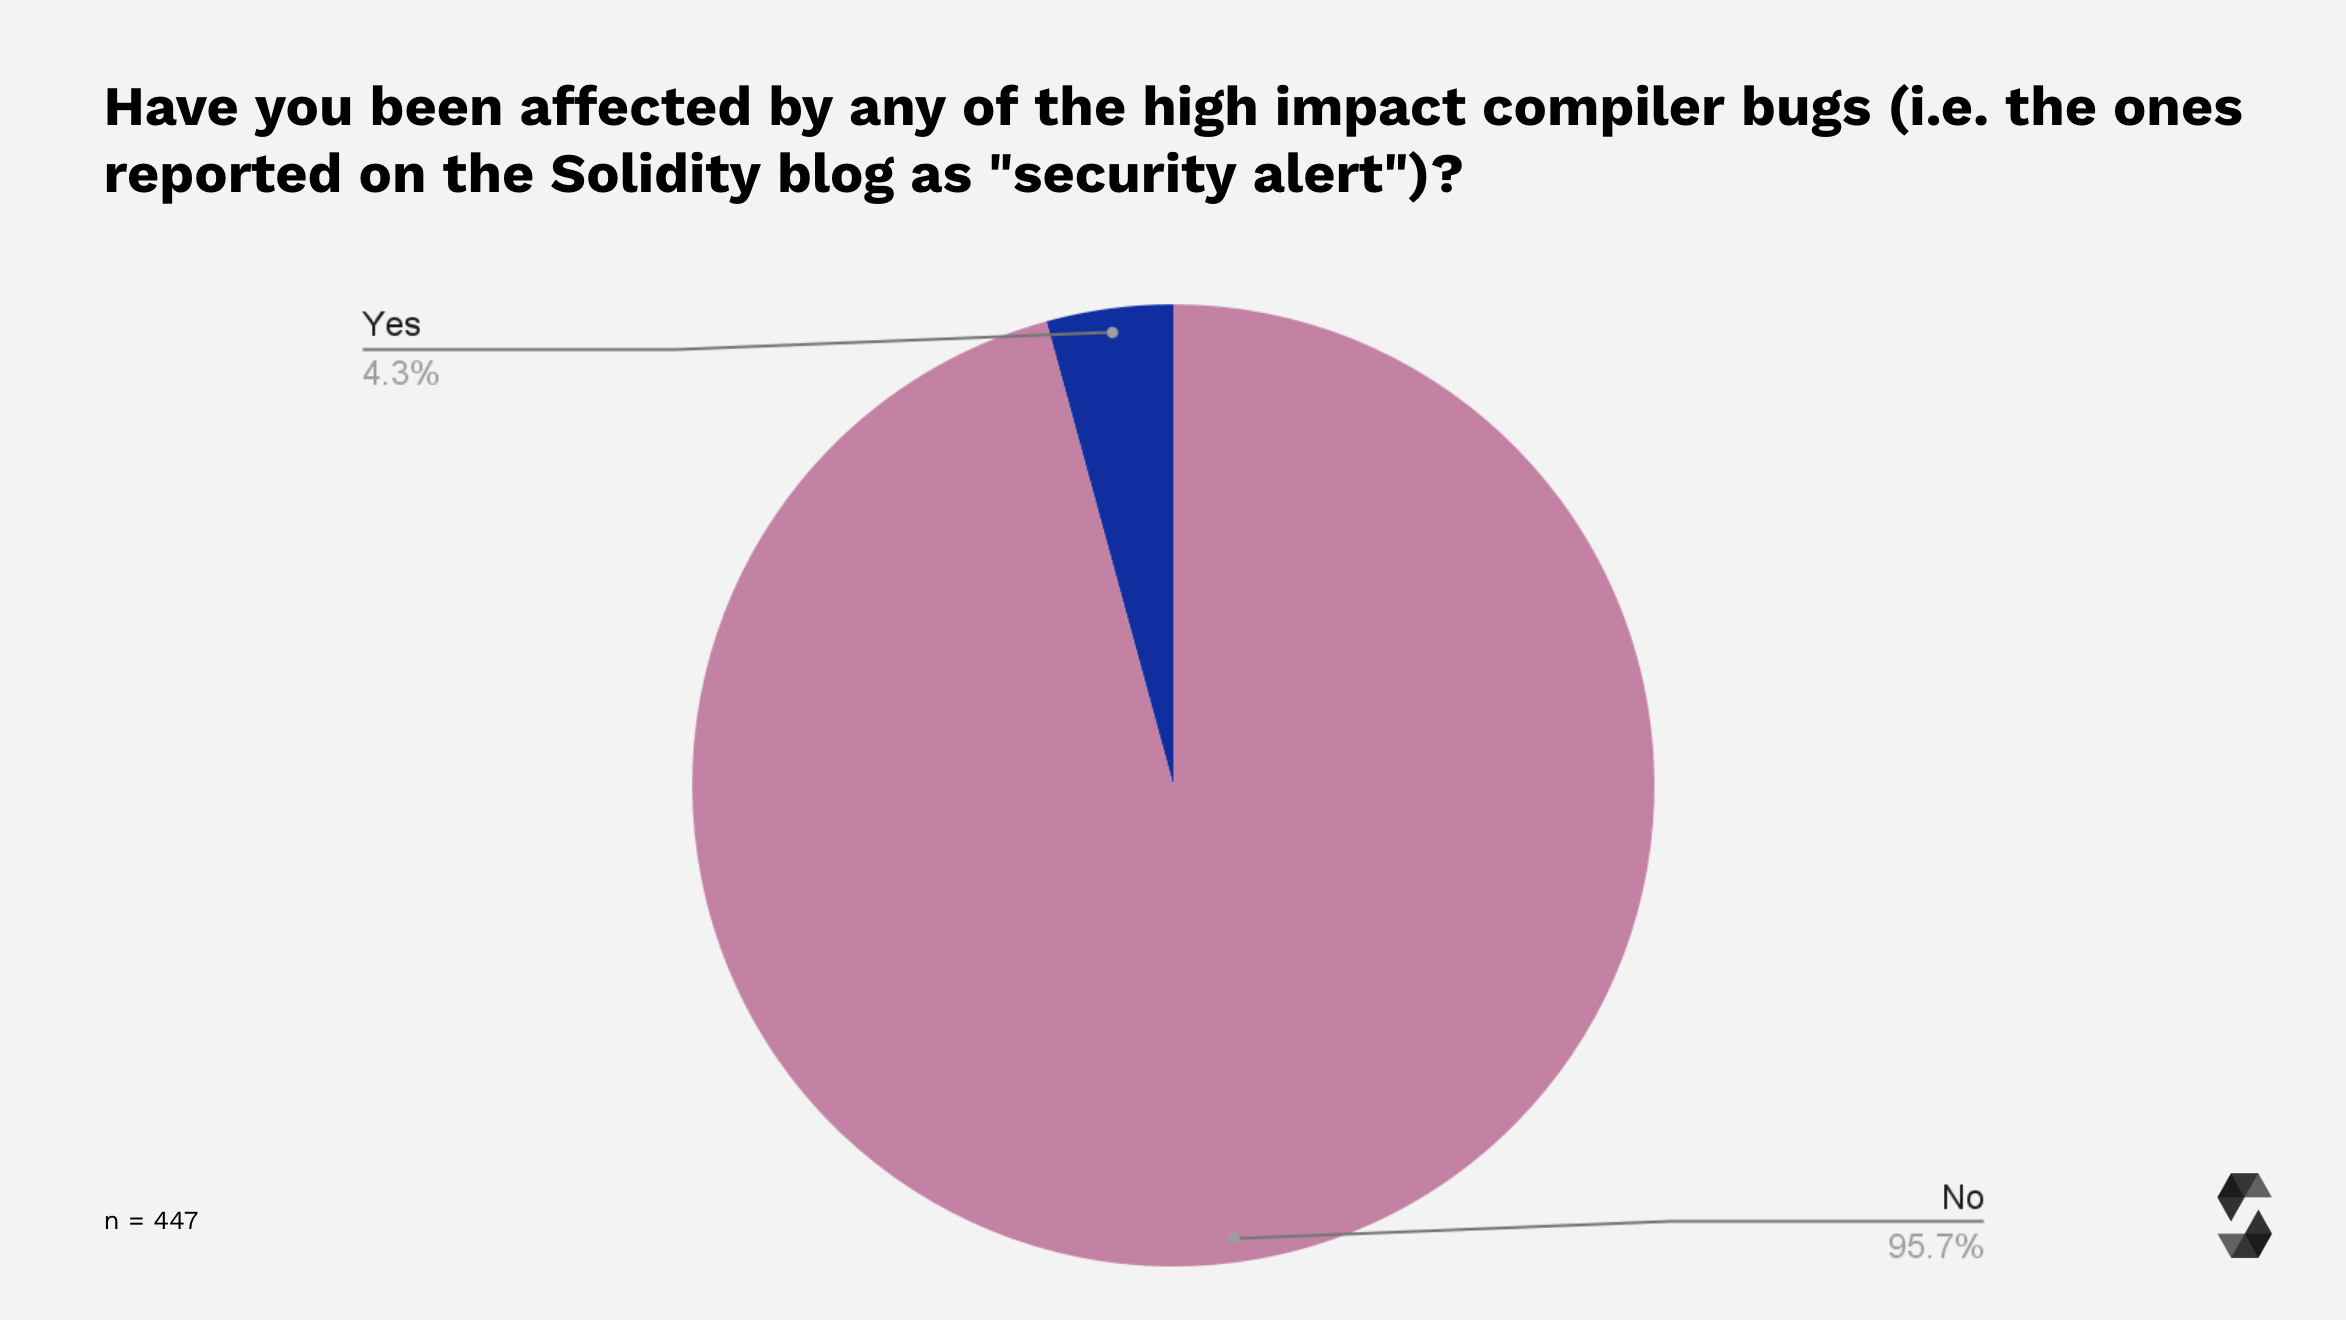 Have you been affected by any of the high impact compiler bugs (i.e. the ones
reported on the Solidity blog as "security alert")?
Yes
4.3%
No
95.7%
n = 447